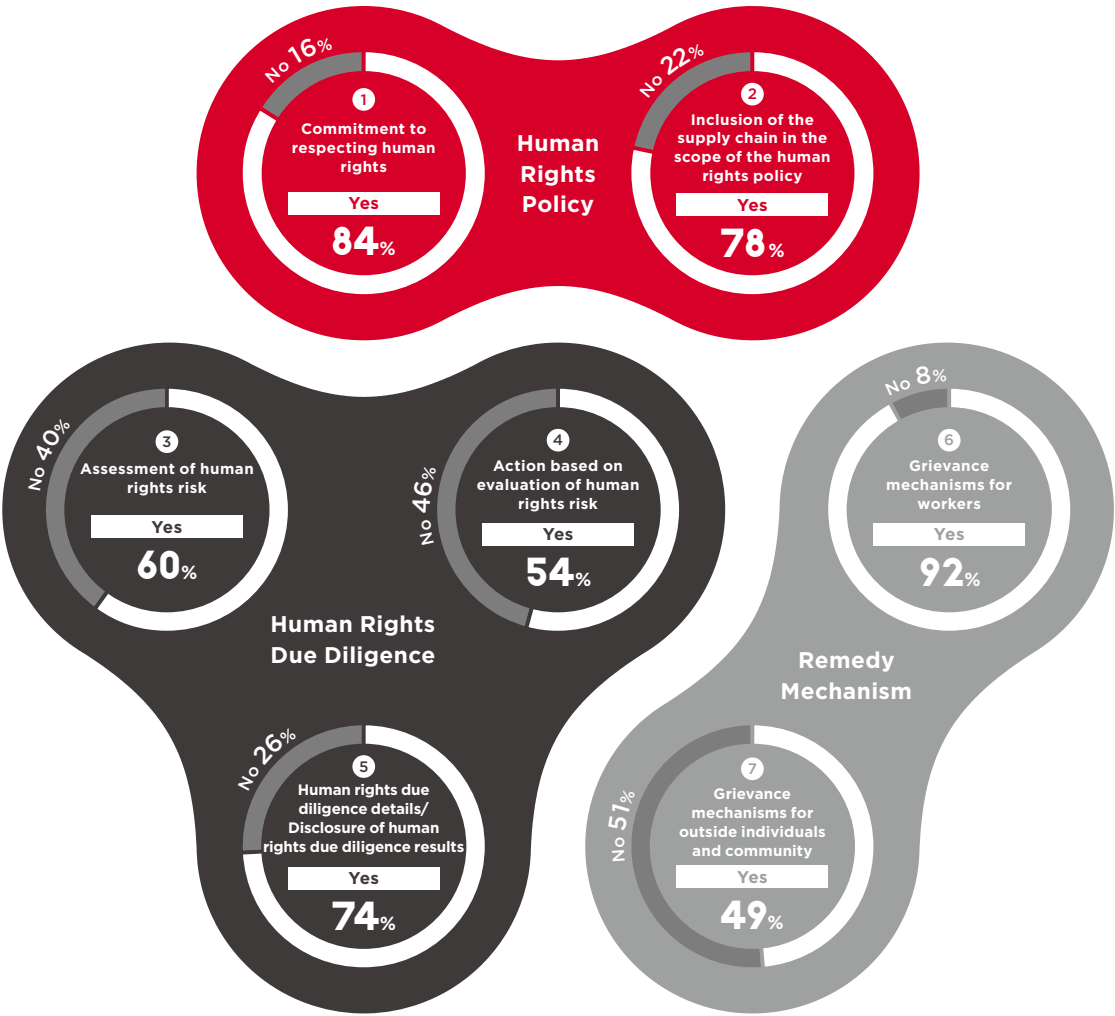 No 16%
1
Commitment to
respecting human
rights
Yes
84%
Human
Rights
Policy
No 22%
2
Inclusion of the
supply chain in the
scope of the human
rights policy
Yes
78%
No 40%
3
Assessment of human
rights risk
Yes
60%
No 46%
4
Action based on
evaluation of human
rights risk
Yes
54%
Human Rights
Due Diligence
No 26%
5
Human rights due
diligence details/
Disclosure of human
rights due diligence results
Yes
74%
No 8%
6
Grievance
mechanisms for
workers
Yes
92%
Remedy
Mechanism
No 51%
7
Grievance
mechanisms for
outside individuals
and community
Yes
49%